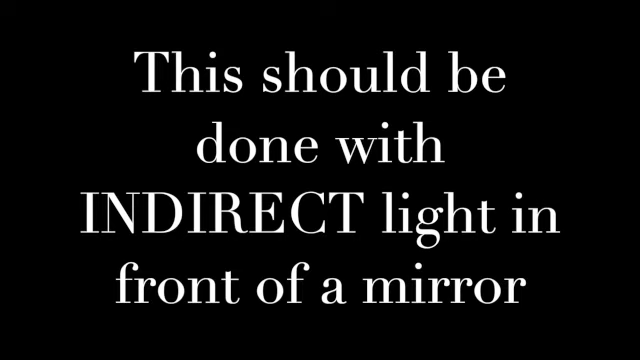 This should be
done with
INDIRECT light in
front of a mirror